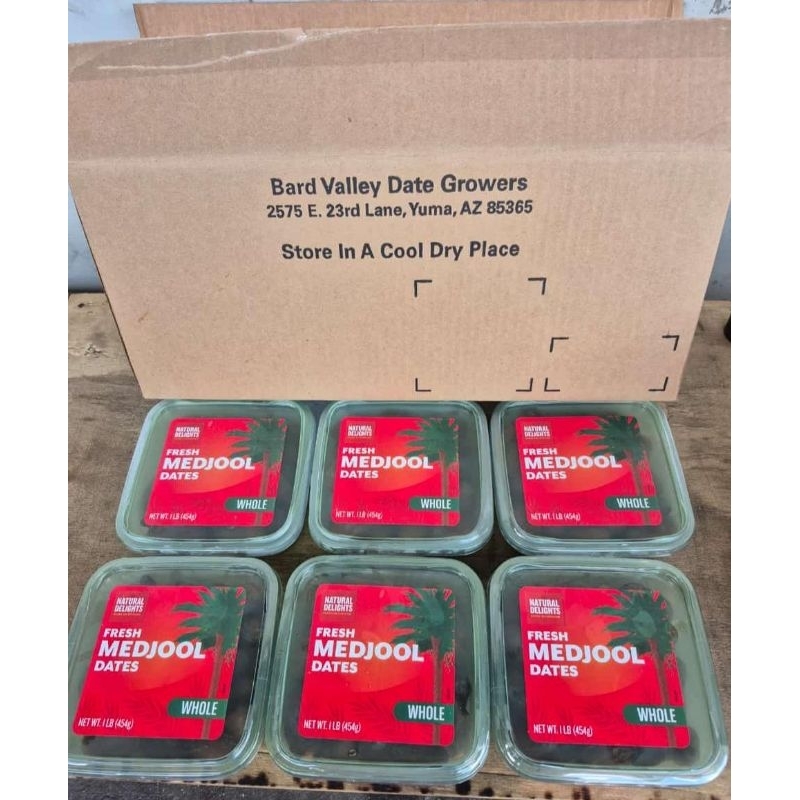 Bard Valley Date Growers
2575 E. 23rd Lane, Yuma, AZ 85365
Store In A Cool Dry Place
NATURAL DELIGHTS
FRESH
MEDJOOL
DATES
WHOLE
NET WT. 1 LB (454g)
NATURAL DELIGHTS
FRESH
MEDJOOL
DATES
WHOLE
NET WT. 1 LB (454g)
NATURAL DELIGHTS
FRESH
MEDJOOL
DATES
WHOLE
NET WT. 1 LB (454g)
NATURAL
DELIGHTS
FRESH
MEDJOOL
DATES
WHOLE
NET WT. 1 LB (454g)
NATURAL
DELIGHTS
FRESH
MEDJOOL
DATES
WHOLE
NET WT. 1 LB (454g)
NATURAL
DELIGHTS
FRESH
MEDJOOL
DATES
WHOLE
NET WT. 1 LB (454g)